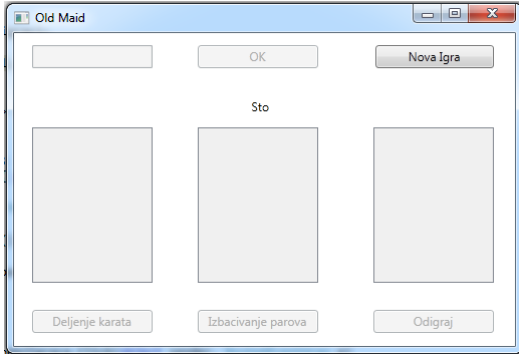 Old Maid
OK Nova Igra
Sto
Deljenje karata Izbacivanje parova Odigraj